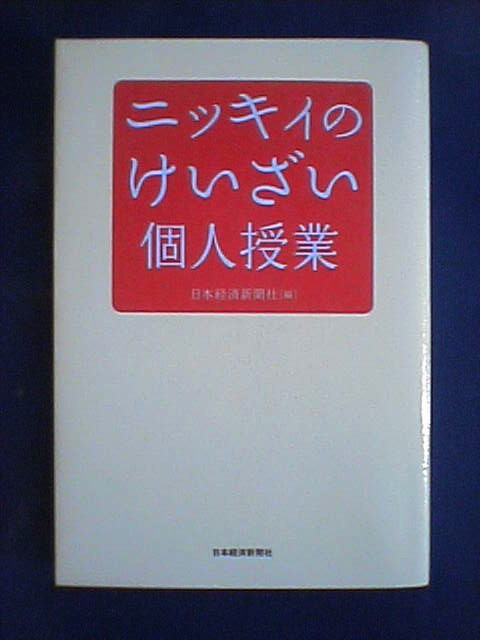 ニッキィの
けいざい
個人授業
日本経済新聞社[編]
日本経済新聞社